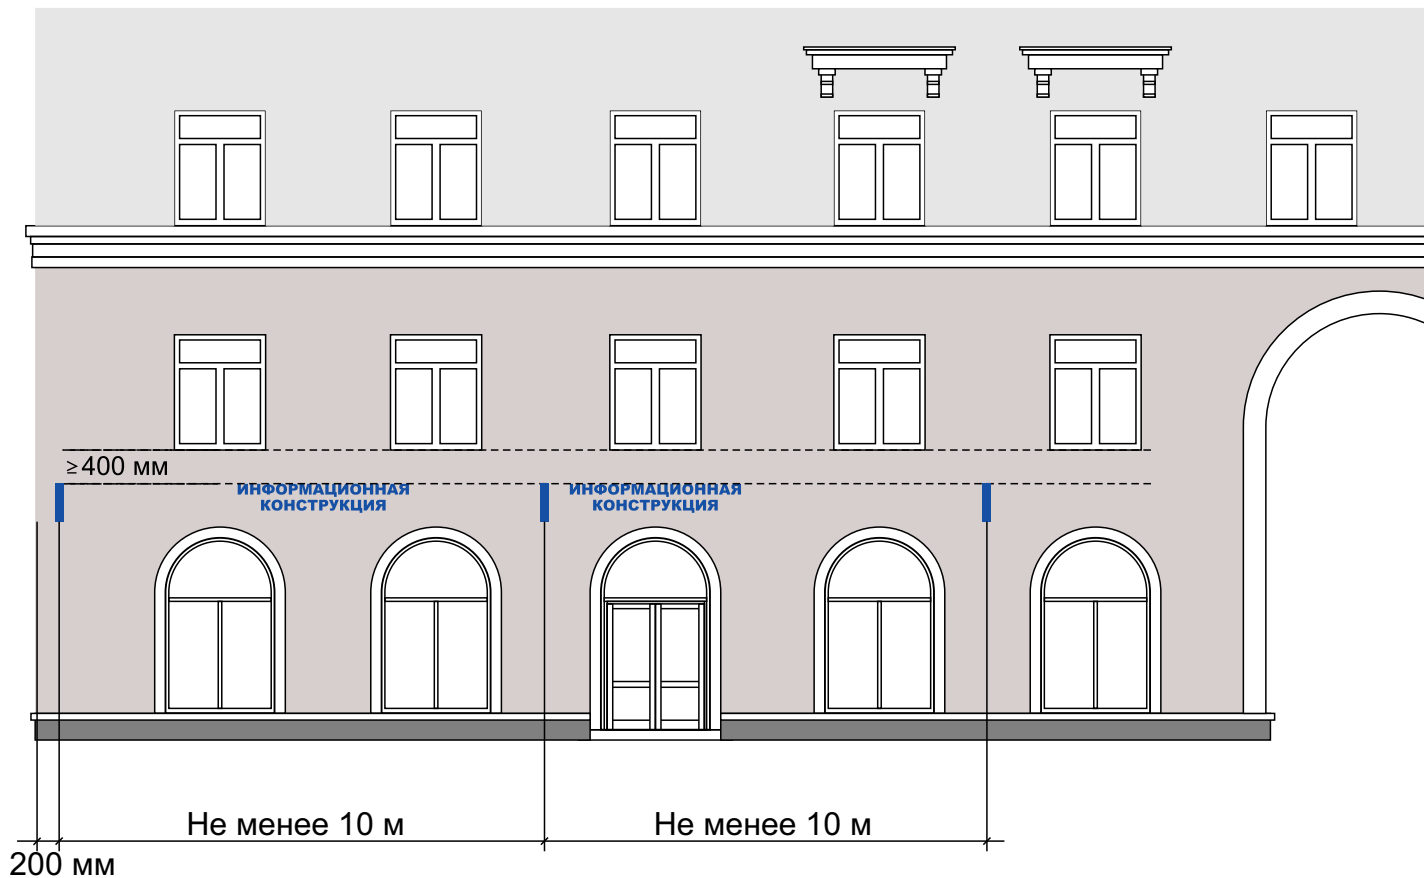 ≥400 мм
ИНФОРМАЦИОННАЯ
КОНСТРУКЦИЯ
ИНФОРМАЦИОННАЯ
КОНСТРУКЦИЯ
Не менее 10 м
Не менее 10 м
200 мм